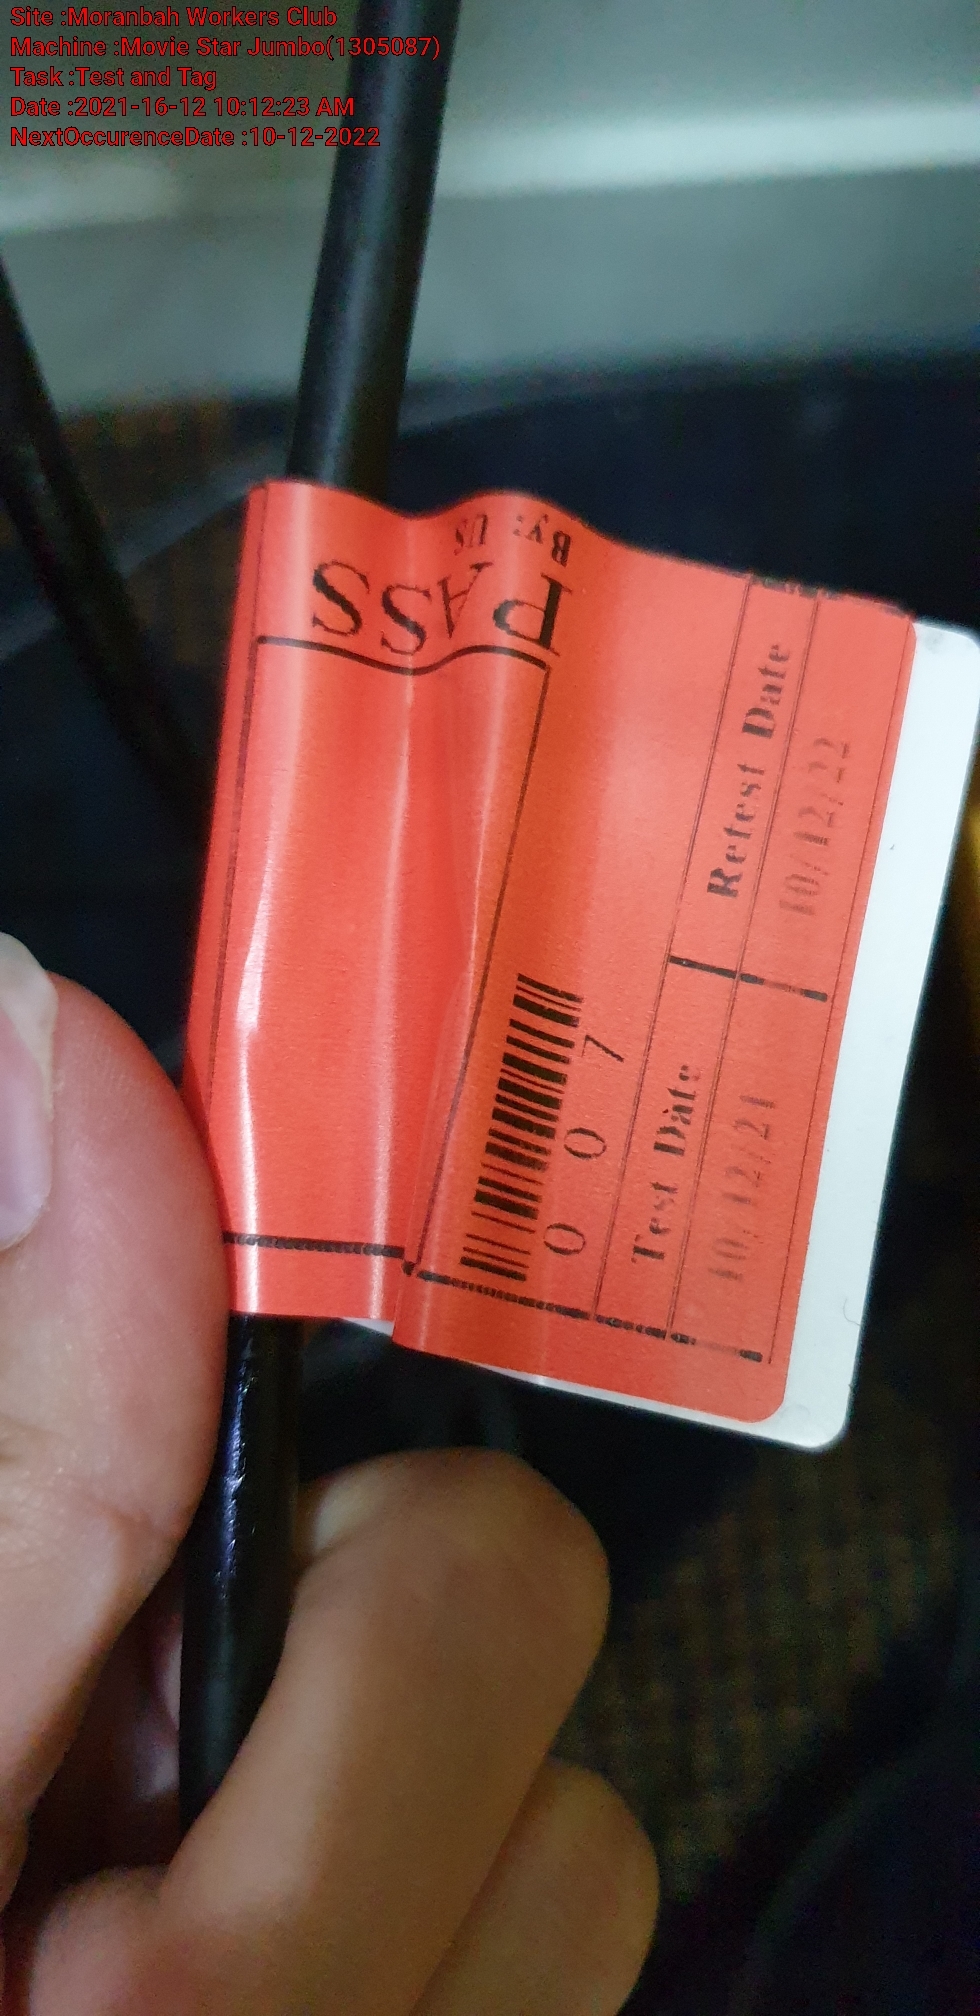 Site :Moranbah Workers Club
Machine :Movie Star Jumbo(1305087)
Task :Test and Tag
Date :2021-16-12 10:12:23 AM
NextOccurenceDate :10-12-2022
PASS
By: US
0 0 7
Test Date
Retest Date
10/12/21
10/12/22